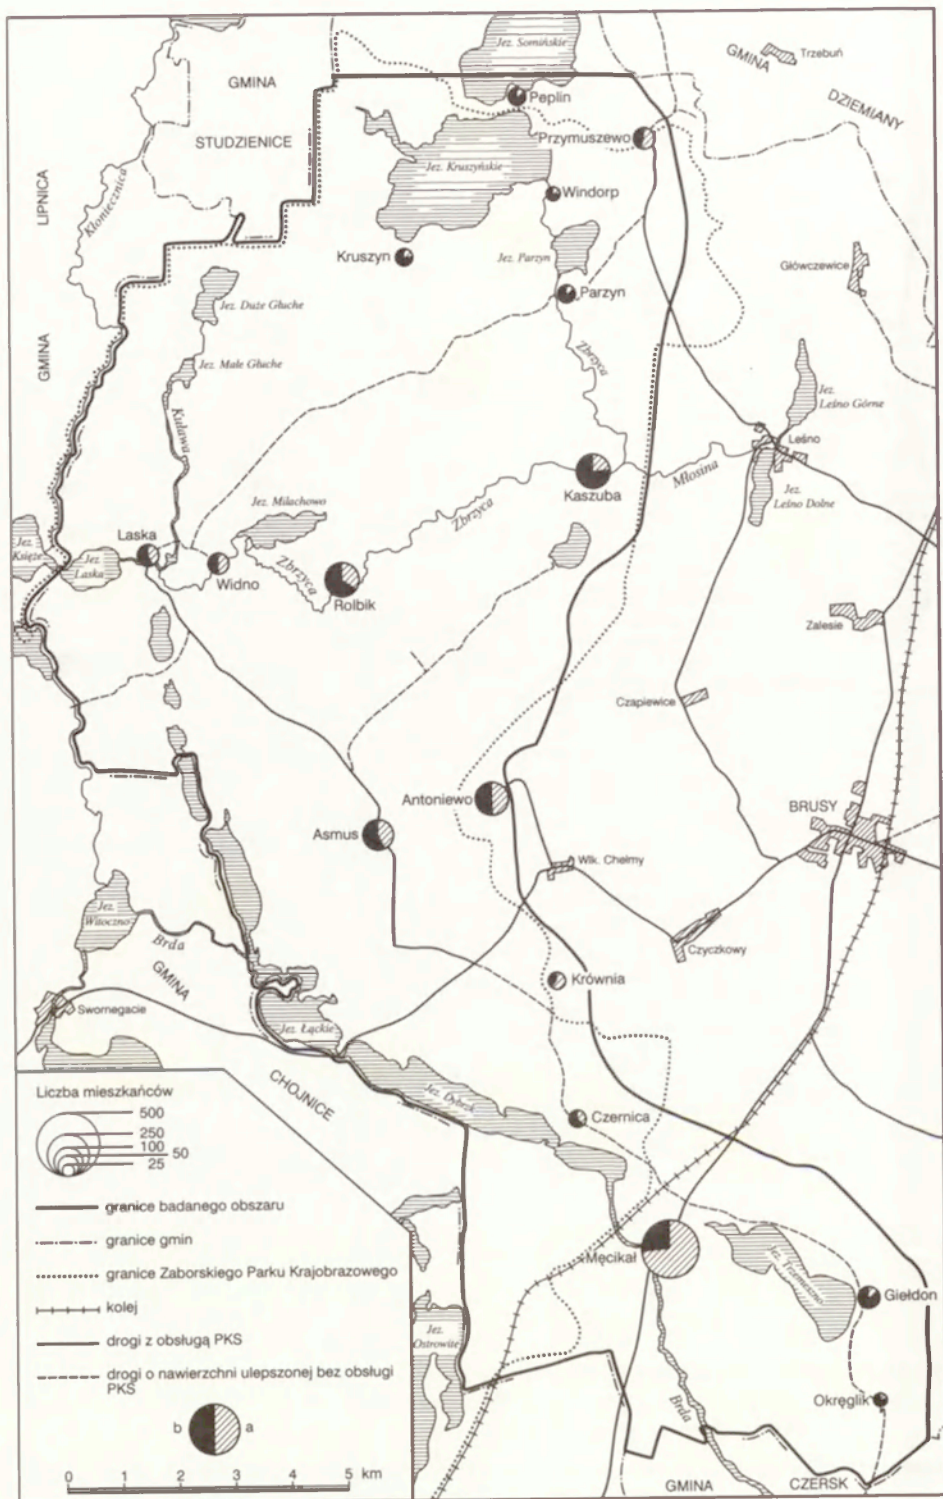 Jez. Somińskie
Trzebuń
GMINA
DZIEMIANY
GMINA
STUDZIENICE
Peplin
Przymuszewo
Jez. Kruszyńskie
LIPNICA
Kłoniecznica
Windorp
Kruszyn
Jez. Parzyn
Główczewice
Jez. Duże Głuche
Parzyn
GMINA
Jez. Małe Głuche
Zbrzyca
Jez.
Leśno Górne
Kulawa
Leśno
Młosina
Kaszuba
Jez.
Leśno Dolne
Jez. Milachowo
Zbrzyca
Laska
Jez.
Księże
Jez.
Laska
Widno
Zbrzyca
Rolbik
Zalesie
Czapiewice
Antoniewo
Asmus
BRUSY
Wlk. Chełmy
Jez.
Witoczno
Brda
Czyczkowy
GMINA
Krównia
Swornegacie
Jez. Łąckie
CHOJNICE
Jez. Dybrzk
Czernica
Męcikał
Jez. Trzemeszno
Giełdon
Jez.
Ostrowite
Okręglik
Brda
GMINA
CZERSK
Liczba mieszkańców
500
250
100
50
25
granice badanego obszaru
granice gmin
granice Zaborskiego Parku Krajobrazowego
kolej
drogi z obsługą PKS
drogi o nawierzchni ulepszonej bez obsługi
PKS
b a
0 1 2 3 4 5 km